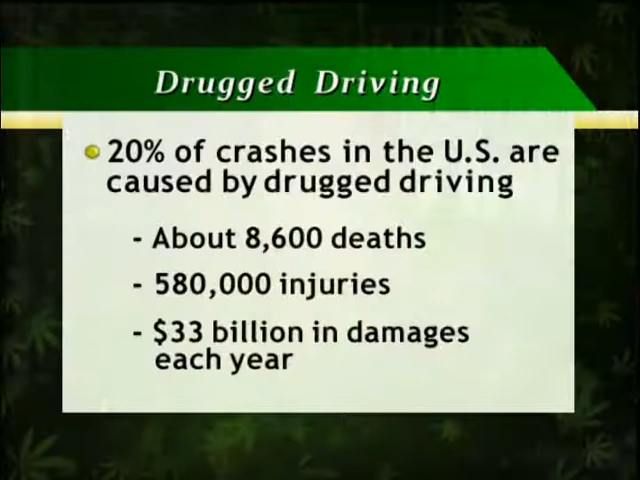 Drugged Driving
20% of crashes in the U.S. are
caused by drugged driving
- About 8,600 deaths
- 580,000 injuries
- $33 billion in damages
each year